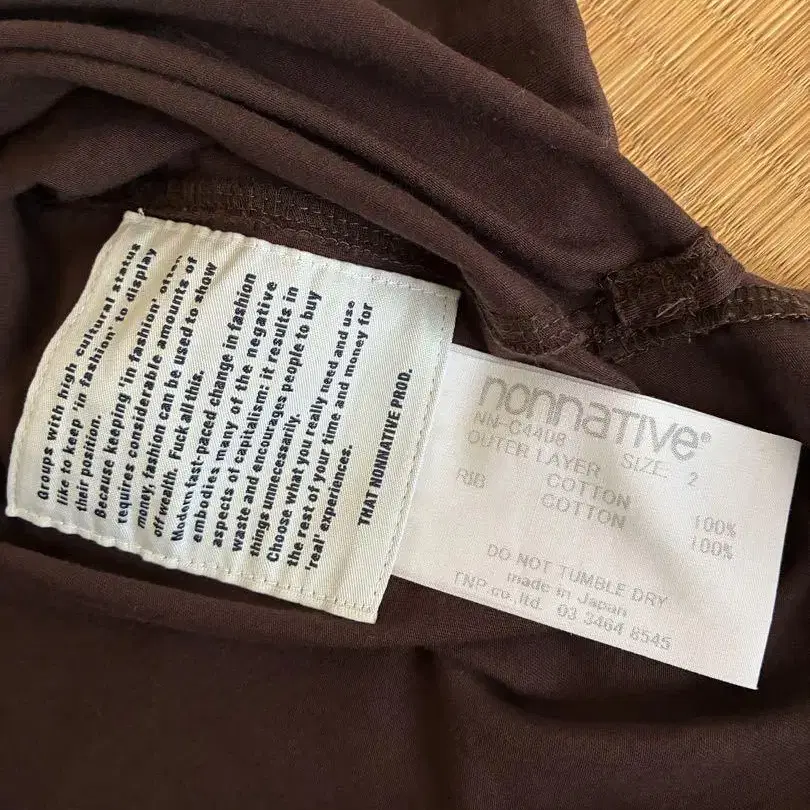 Groups with high cultural status
like to keep 'in fashion' to display
their position.
Because keeping 'in fashion' often
requires considerable amounts of
money, fashion can be used to show
off wealth. Fuck all this.
Modern fast-paced change in fashion
embodies many of the negative
aspects of capitalism: it results in
waste and encourages people to buy
things unnecessarily.
Choose what you really need and use
the rest of your time and money for
'real' experiences.
THAT NONNATIVE PROD.
nonnative®
NN-C4408 SIZE: 2
OUTER LAYER
COTTON 100%
RIB COTTON 100%
DO NOT TUMBLE DRY
made in Japan
TNP.co.ltd. 03 3464 8545